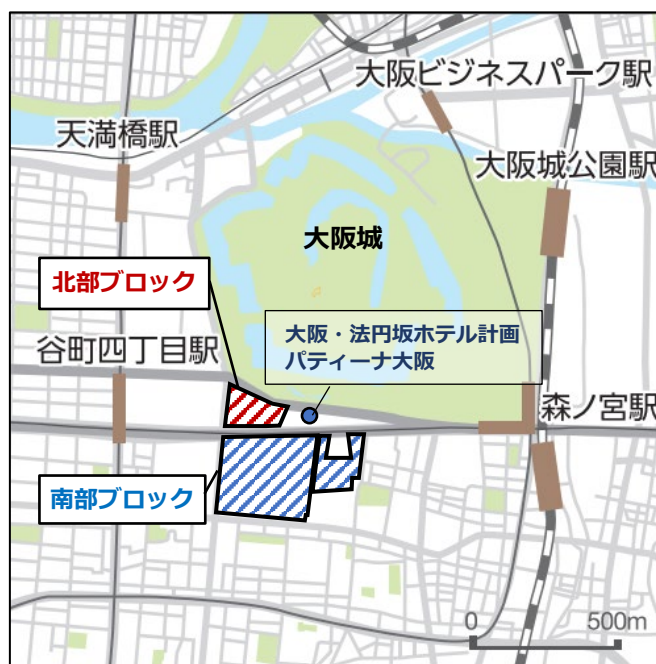 大阪ビジネスパーク駅
天満橋駅
大阪城公園駅
大阪城
北部ブロック
大阪・法円坂ホテル計画
パティーナ大阪
谷町四丁目駅
森ノ宮駅
南部ブロック
0 500m